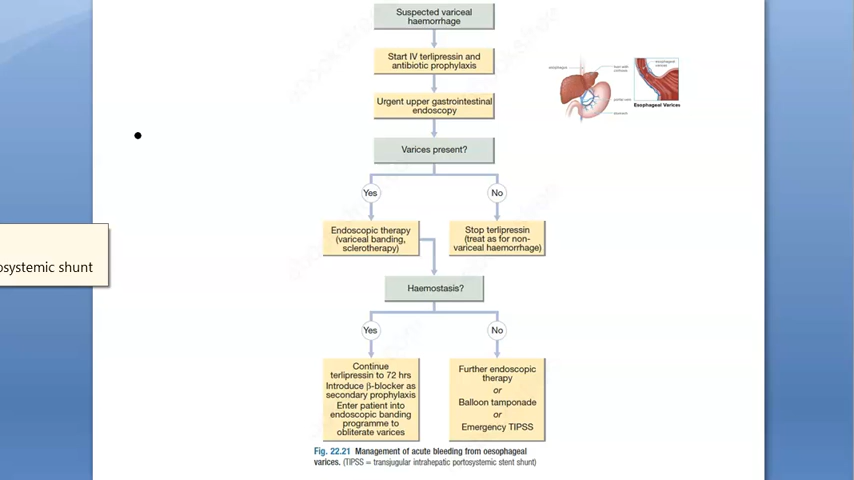 Suspected variceal
haemorrhage
Start IV terlipressin and
antibiotic prophylaxis
Urgent upper gastrointestinal
endoscopy
Varices present?
Yes
No
Endoscopic therapy
(variceal banding,
sclerotherapy)
Stop terlipressin
(treat as for non-
variceal haemorrhage)
Haemostasis?
Yes
No
Continue
terlipressin to 72 hrs
Introduce β-blocker as
secondary prophylaxis
Enter patient into
endoscopic banding
programme to
obliterate varices
Further endoscopic
therapy
or
Balloon tamponade
or
Emergency TIPSS
Fig. 22.21 Management of acute bleeding from oesophageal
varices. (TIPSS = transjugular intrahepatic portosystemic stent shunt)
osystemic shunt
esophageal
varices
portal vein
Esophageal Varices